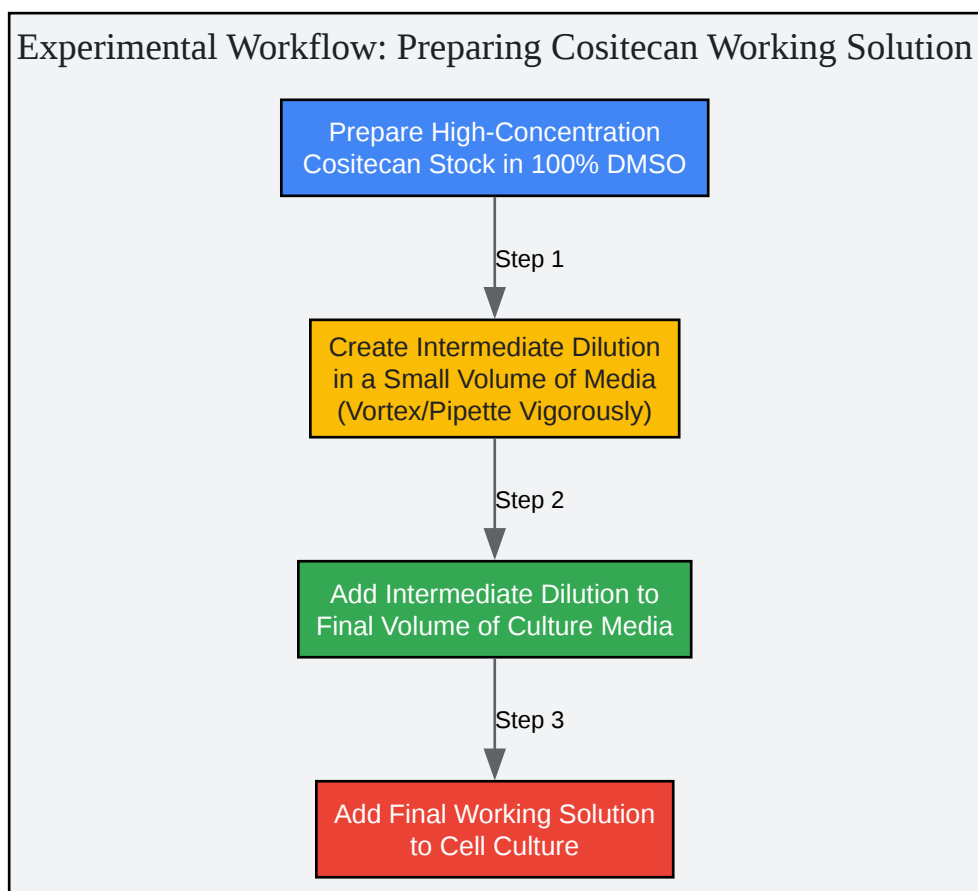 Experimental Workflow: Preparing Cositecan Working Solution
Prepare High-Concentration
Cositecan Stock in 100% DMSO
Step 1
Create Intermediate Dilution
in a Small Volume of Media
(Vortex/Pipette Vigorously)
Step 2
Add Intermediate Dilution to
Final Volume of Culture Media
Step 3
Add Final Working Solution
to Cell Culture